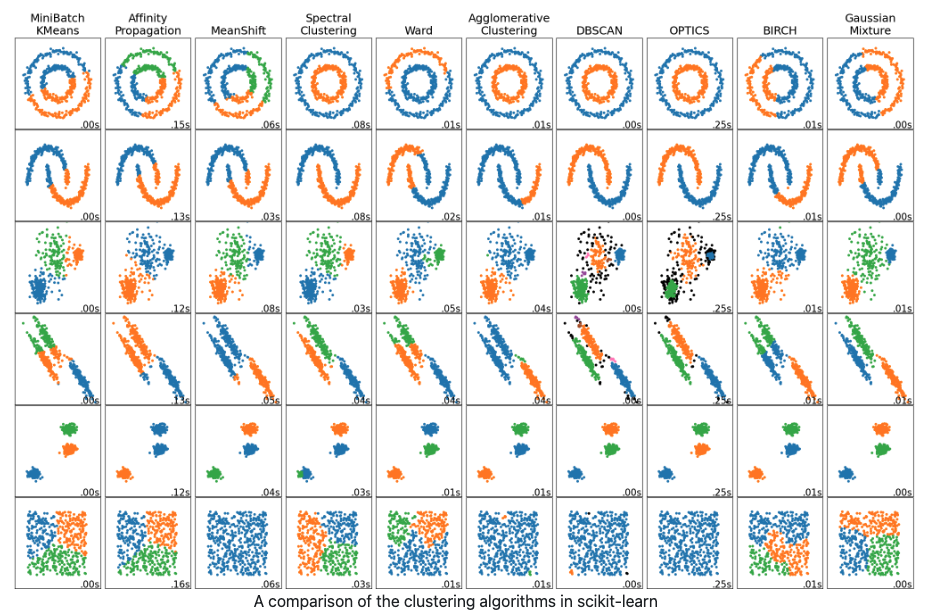 MiniBatch
KMeans
Affinity
Propagation
MeanShift
Spectral
Clustering
Ward
Agglomerative
Clustering
DBSCAN
OPTICS
BIRCH
Gaussian
Mixture
.00s
.15s
.06s
.08s
.01s
.01s
.00s
.25s
.01s
.00s
.00s
.13s
.03s
.08s
.02s
.01s
.00s
.25s
.01s
.00s
.00s
.12s
.08s
.03s
.05s
.04s
.00s
.25s
.01s
.01s
.00s
.13s
.05s
.04s
.04s
.04s
.00s
.25s
.01s
.01s
.00s
.12s
.04s
.03s
.01s
.01s
.00s
.25s
.01s
.00s
.00s
.16s
.06s
.03s
.01s
.01s
.00s
.25s
.01s
.00s
A comparison of the clustering algorithms in scikit-learn